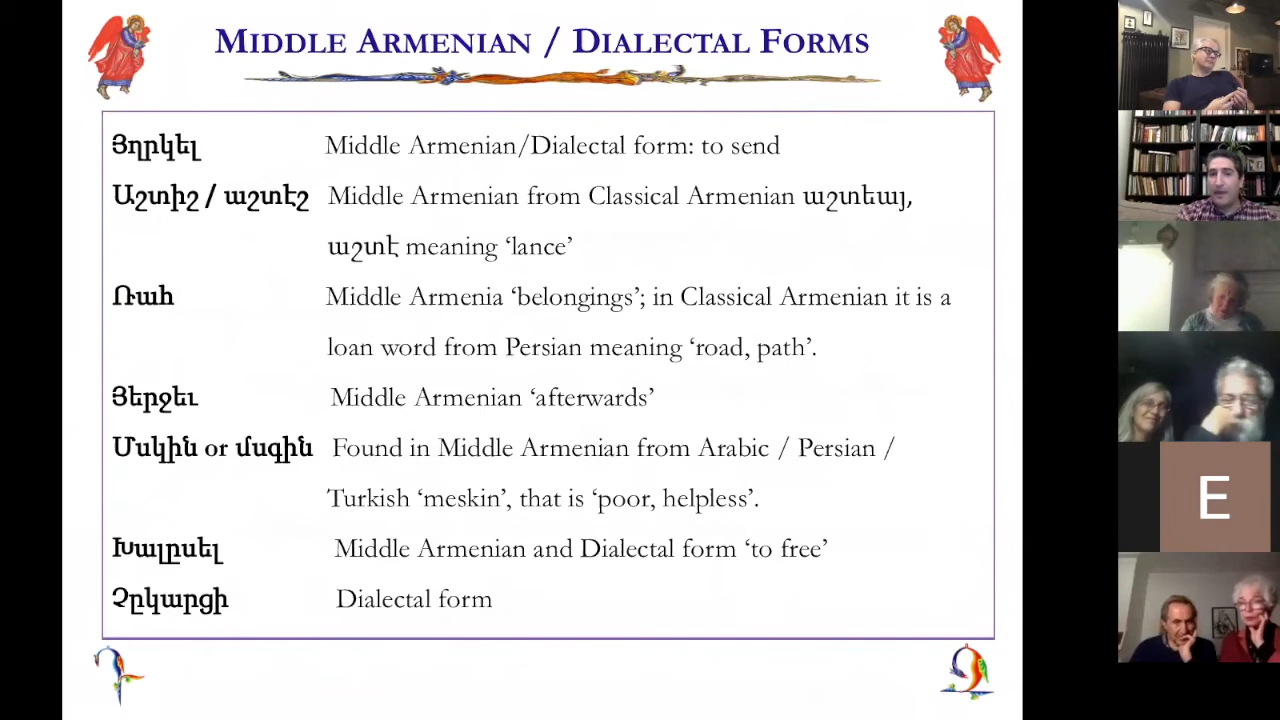 MIDDLE ARMENIAN / DIALECTAL FORMS
Յղրկել Middle Armenian/Dialectal form: to send
Աշտիշ / աշտէշ Middle Armenian from Classical Armenian աշտեայ,
աշտէ meaning ‘lance’
Ռահ Middle Armenia ‘belongings’; in Classical Armenian it is a
loan word from Persian meaning ‘road, path’.
Յերջեւ Middle Armenian ‘afterwards’
Մսկին or մսգին Found in Middle Armenian from Arabic / Persian /
Turkish ‘meskin’, that is ‘poor, helpless’.
Խալըսել Middle Armenian and Dialectal form ‘to free’
Չըկարցի Dialectal form
E